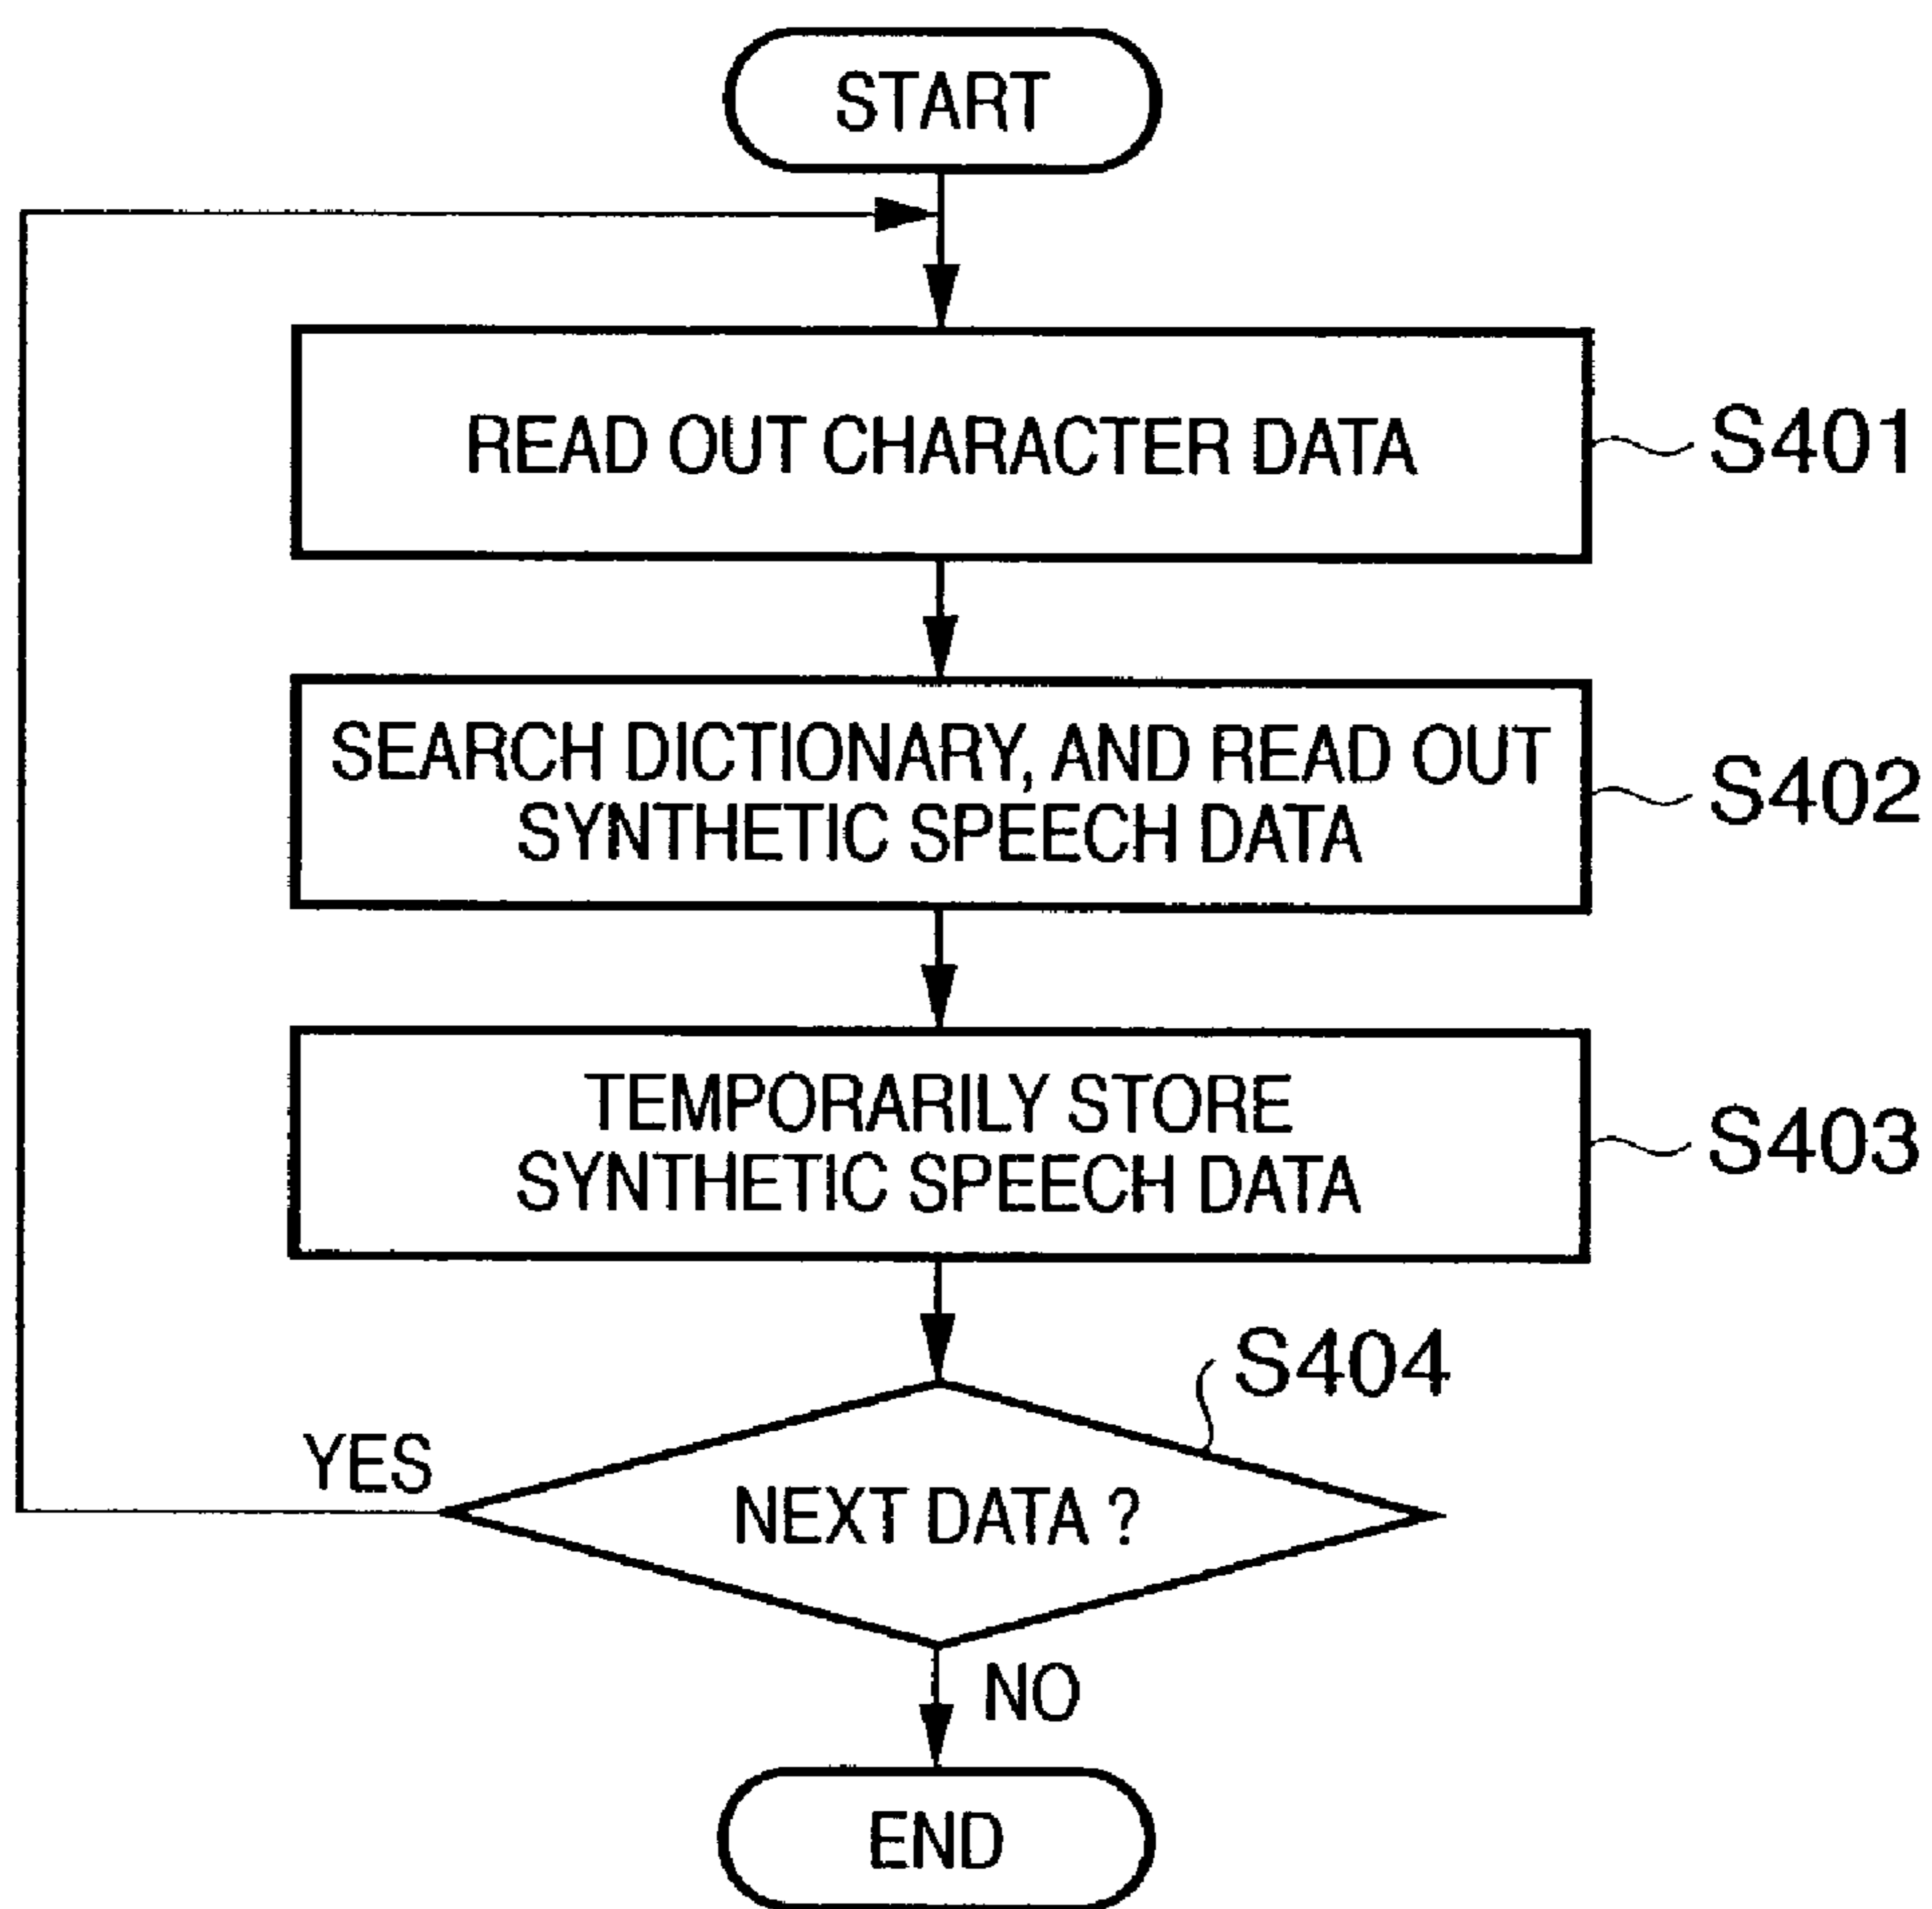 START
READ OUT CHARACTER DATA
S401
SEARCH DICTIONARY, AND READ OUT
SYNTHETIC SPEECH DATA
S402
TEMPORARILY STORE
SYNTHETIC SPEECH DATA
S403
S404
YES
NEXT DATA ?
NO
END